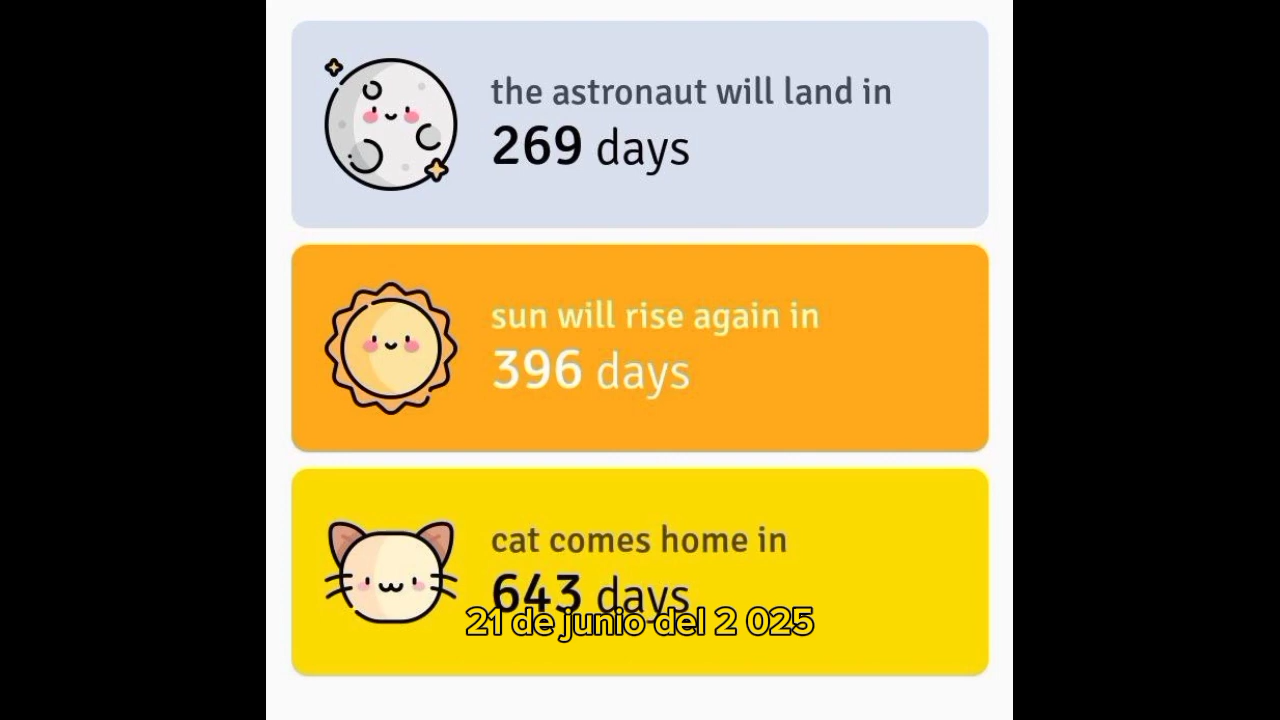 the astronaut will land in
269 days
sun will rise again in
396 days
cat comes home in
643 days
21 de junio del 2 025